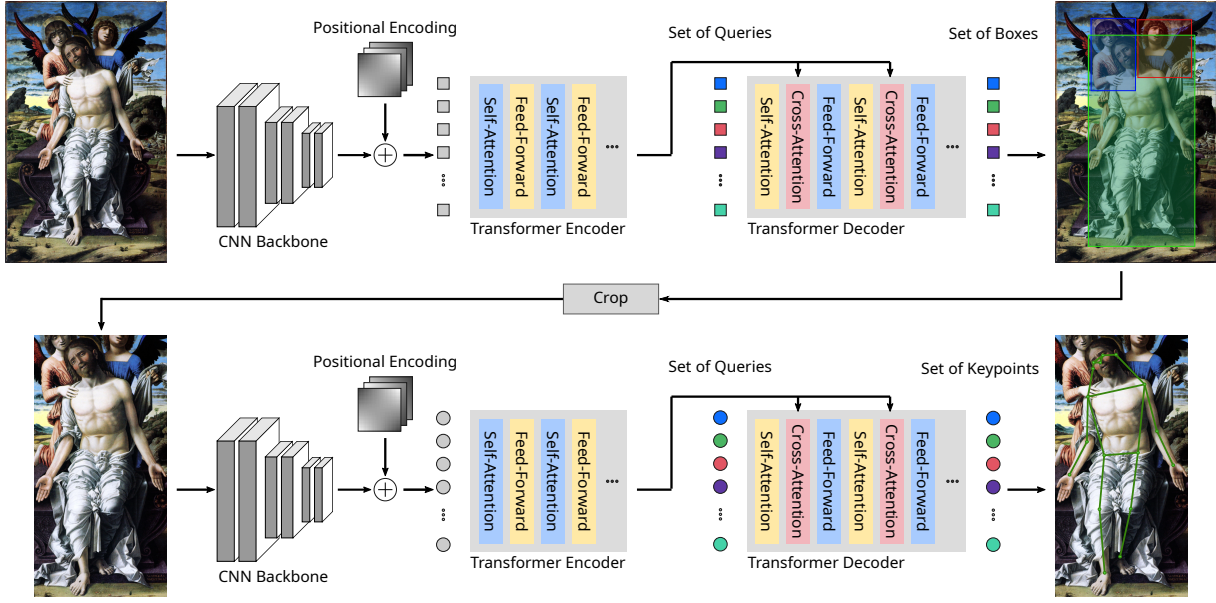 Positional Encoding
Set of Queries
Set of Boxes
Self-Attention
Feed-Forward
Self-Attention
Feed-Forward
...
Self-Attention
Cross-Attention
Feed-Forward
Self-Attention
Cross-Attention
Feed-Forward
...
CNN Backbone
Transformer Encoder
Transformer Decoder
Crop
Positional Encoding
Set of Queries
Set of Keypoints
Self-Attention
Feed-Forward
Self-Attention
Feed-Forward
...
Self-Attention
Cross-Attention
Feed-Forward
Self-Attention
Cross-Attention
Feed-Forward
...
CNN Backbone
Transformer Encoder
Transformer Decoder